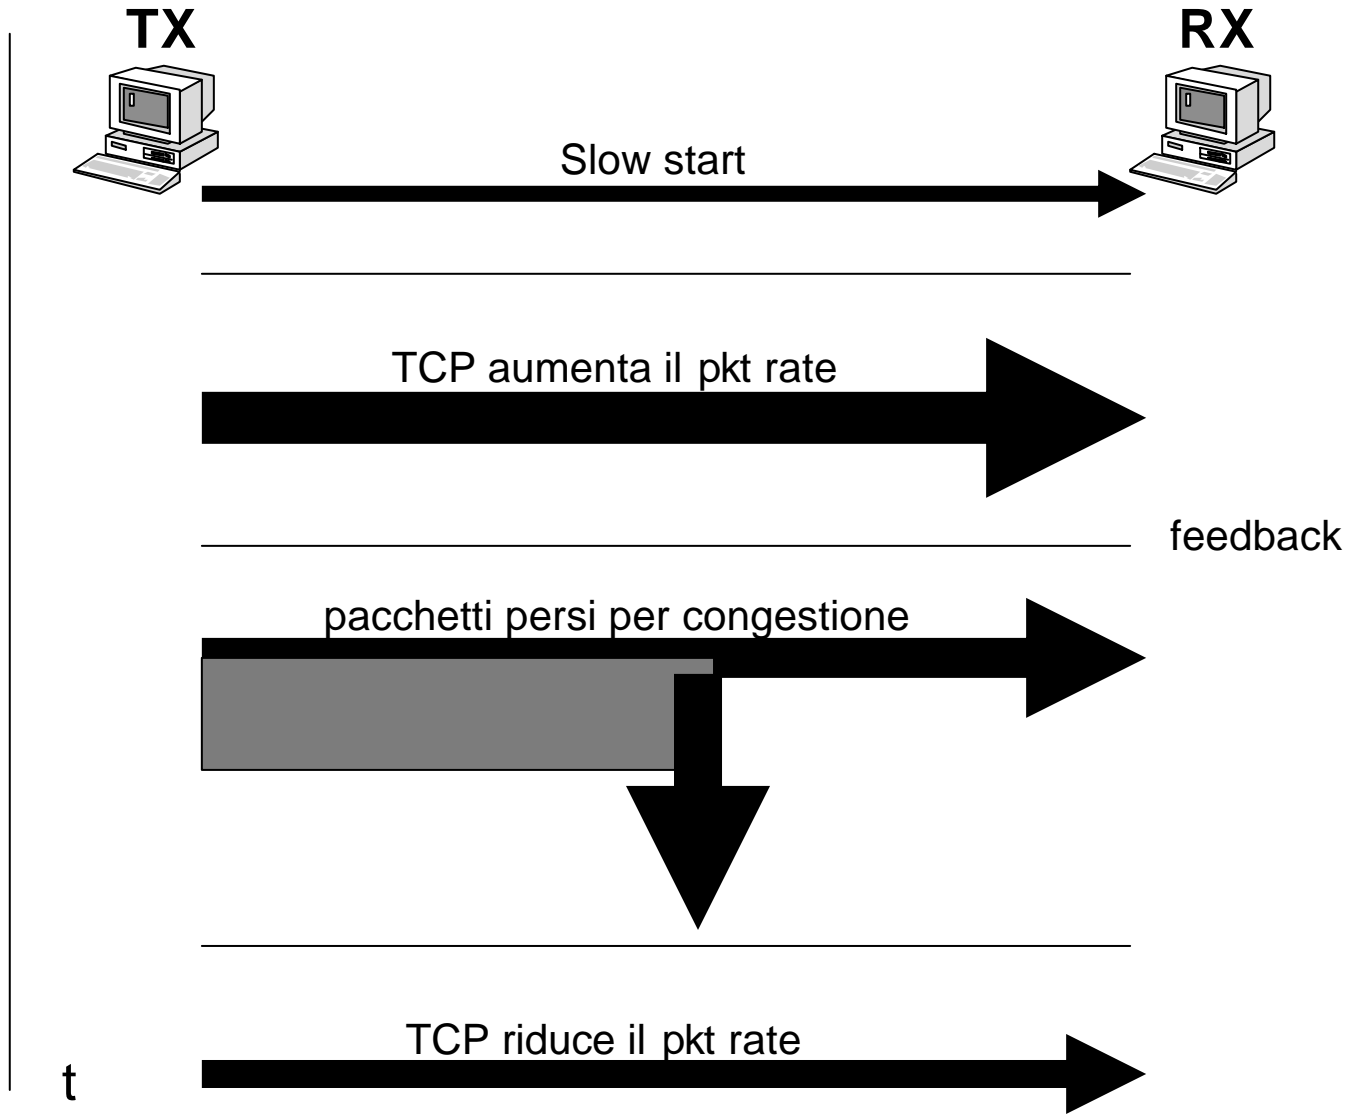 TX
RX
Slow start
TCP aumenta il pkt rate
feedback
pacchetti persi per congestione
TCP riduce il pkt rate
t